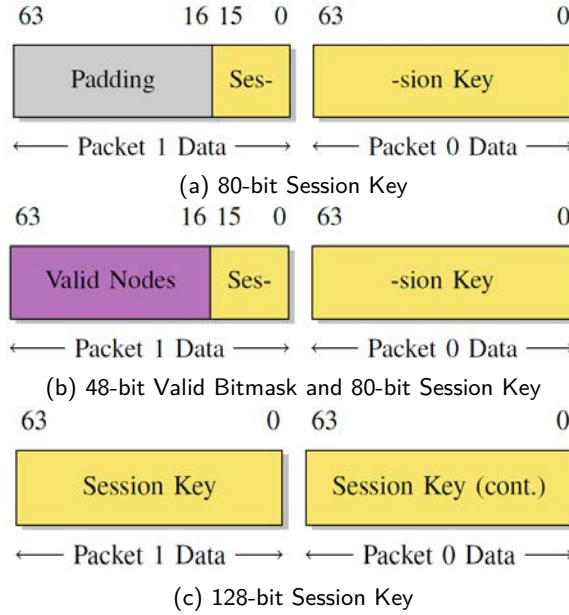 63 16 15 0 63 0
Padding Ses- -sion Key
Packet 1 Data Packet 0 Data
(a) 80-bit Session Key
63 16 15 0 63 0
Valid Nodes Ses- -sion Key
Packet 1 Data Packet 0 Data
(b) 48-bit Valid Bitmask and 80-bit Session Key
63 0 63 0
Session Key Session Key (cont.)
Packet 1 Data Packet 0 Data
(c) 128-bit Session Key